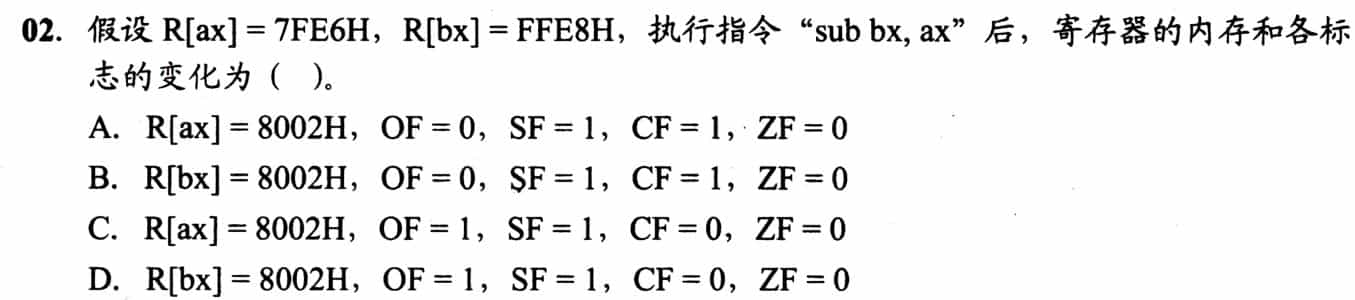 02. 假设 R[ax] = 7FE6H，R[bx] = FFE8H，执行指令“sub bx, ax”后，寄存器的内存和各标
志的变化为（ ）。
A. R[ax] = 8002H，OF = 0，SF = 1，CF = 1，ZF = 0
B. R[bx] = 8002H，OF = 0，SF = 1，CF = 1，ZF = 0
C. R[ax] = 8002H，OF = 1，SF = 1，CF = 0，ZF = 0
D. R[bx] = 8002H，OF = 1，SF = 1，CF = 0，ZF = 0